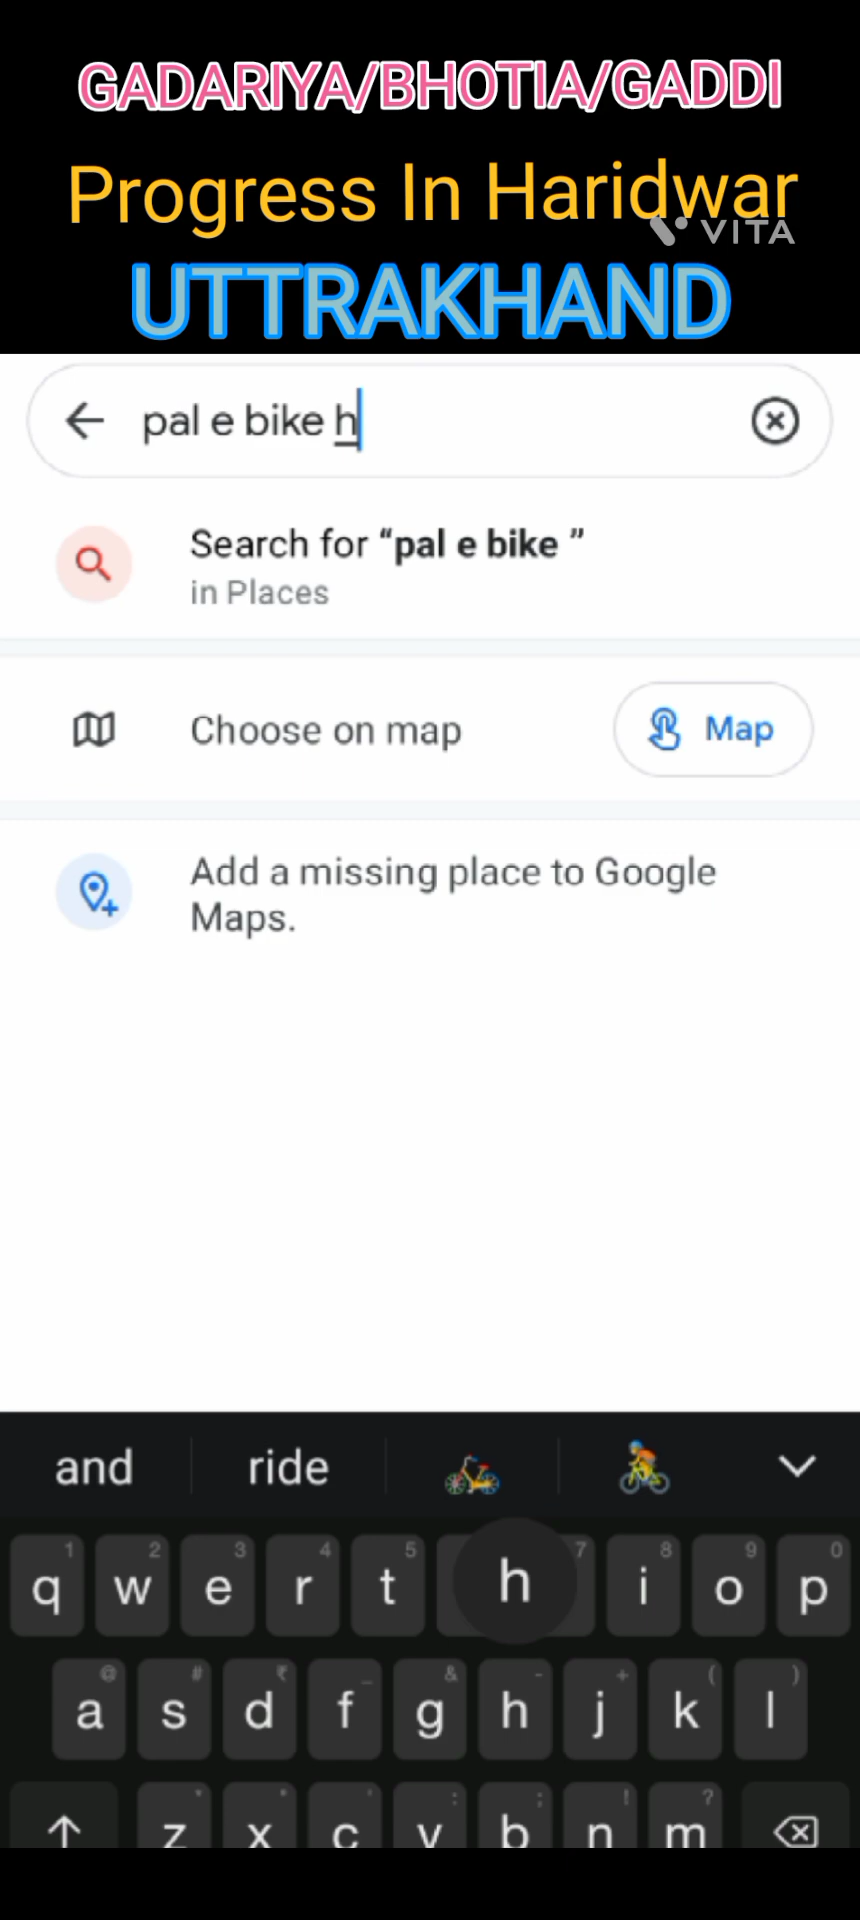 GADARIYA/BHOTIA/GADDI
Progress In Haridwar
VITA
UTTRAKHAND
pal e bike h
Search for “pal e bike ”
in Places
Choose on map
Map
Add a missing place to Google
Maps.
and ride
1 2 3 4 5 7 8 9 0
q w e r t h i o p
@ # ₹ _ & - + ( )
a s d f g h j k l
" * ' : ; ! ?
z x c v b n m